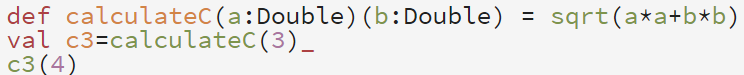 def calculateC(a:Double)(b:Double) = sqrt(a*a+b*b)
val c3=calculateC(3)_
c3(4)